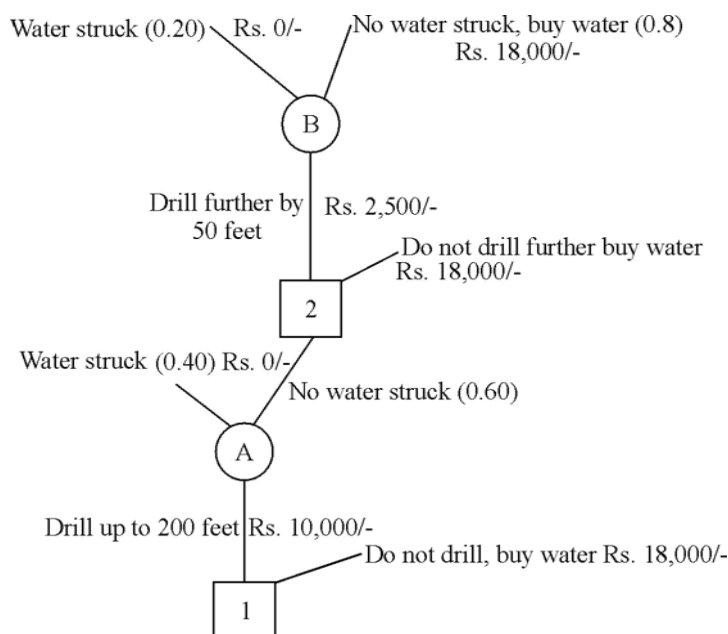 Water struck (0.20) Rs. 0/- No water struck, buy water (0.8)
Rs. 18,000/-
B
Drill further by Rs. 2,500/-
50 feet
Do not drill further buy water
Rs. 18,000/-
2
Water struck (0.40) Rs. 0/-
No water struck (0.60)
A
Drill up to 200 feet Rs. 10,000/-
Do not drill, buy water Rs. 18,000/-
1